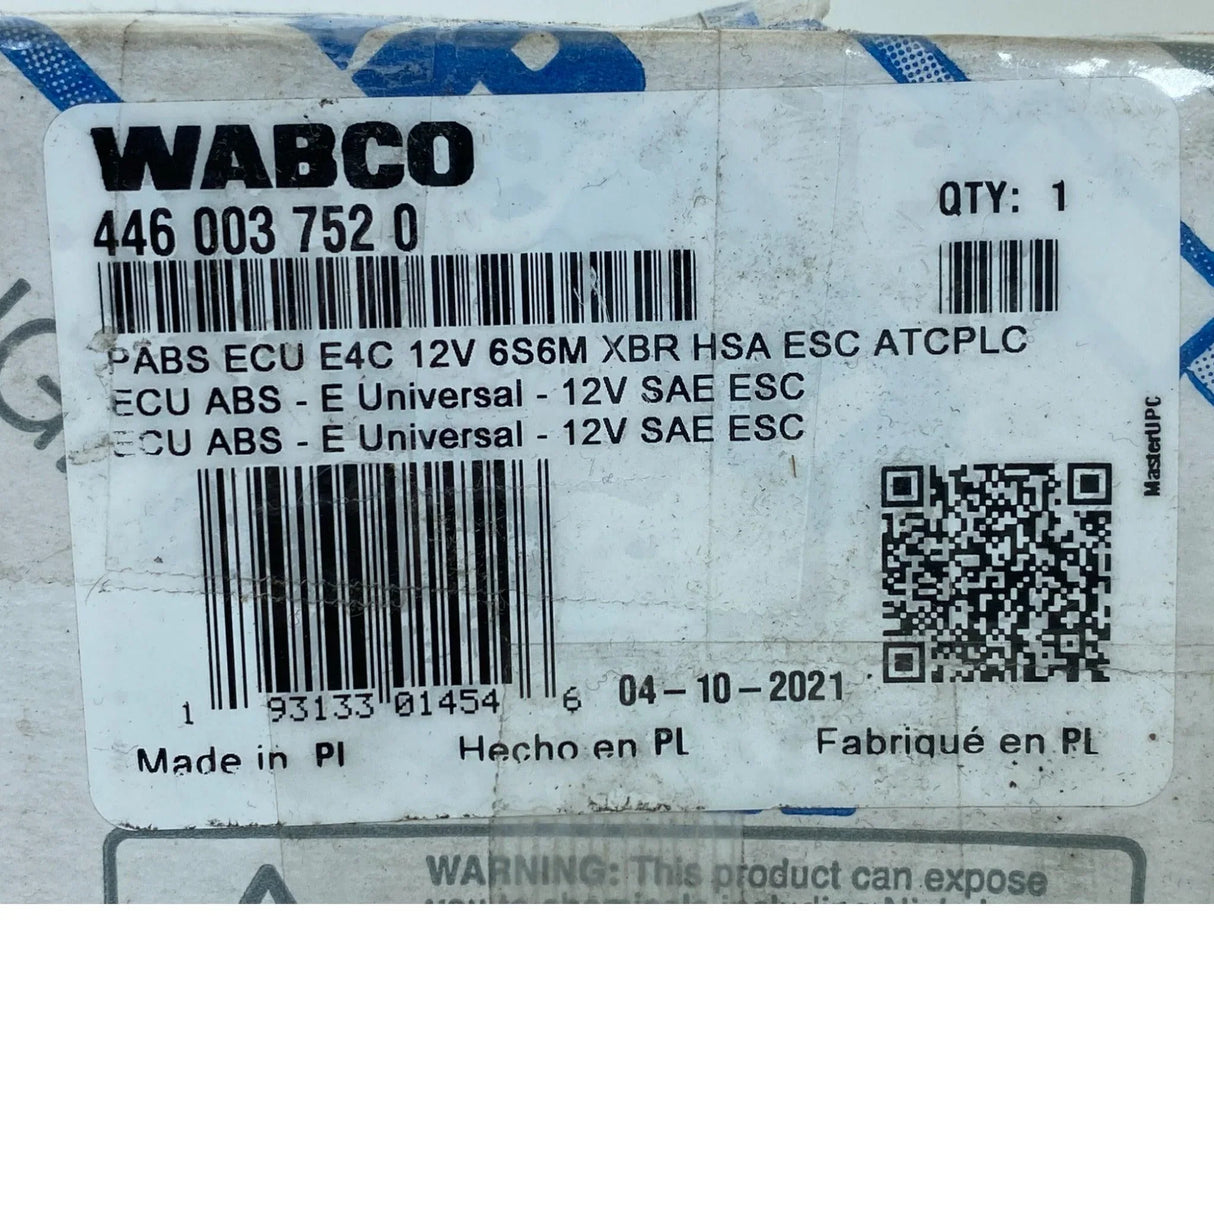 WABCO
446 003 752 0
QTY: 1
PABS ECU E4C 12V 6S6M XBR HSA ESC ATCPLC
ECU ABS - E Universal - 12V SAE ESC
ECU ABS - E Universal - 12V SAE ESC
MasterUPC
1 93133 01454 6
04-10-2021
Made in PL
Hecho en PL
Fabriqué en PL
WARNING: This product can expose